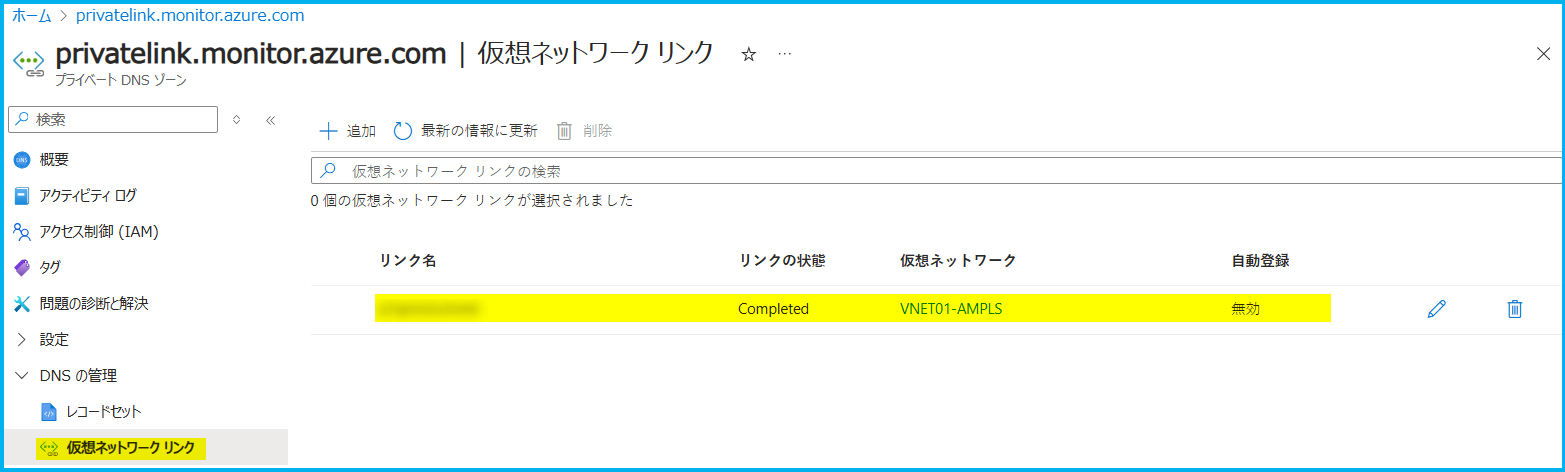 ホーム > privatelink.monitor.azure.com
privatelink.monitor.azure.com | 仮想ネットワーク リンク
プライベート DNS ゾーン
検索
追加 最新の情報に更新 削除
仮想ネットワーク リンクの検索
0 個の仮想ネットワーク リンクが選択されました
概要
アクティビティ ログ
アクセス制御 (IAM)
タグ
問題の診断と解決
設定
DNS の管理
レコードセット
仮想ネットワーク リンク
リンク名 リンクの状態 仮想ネットワーク 自動登録
Completed VNET01-AMPLS 無効